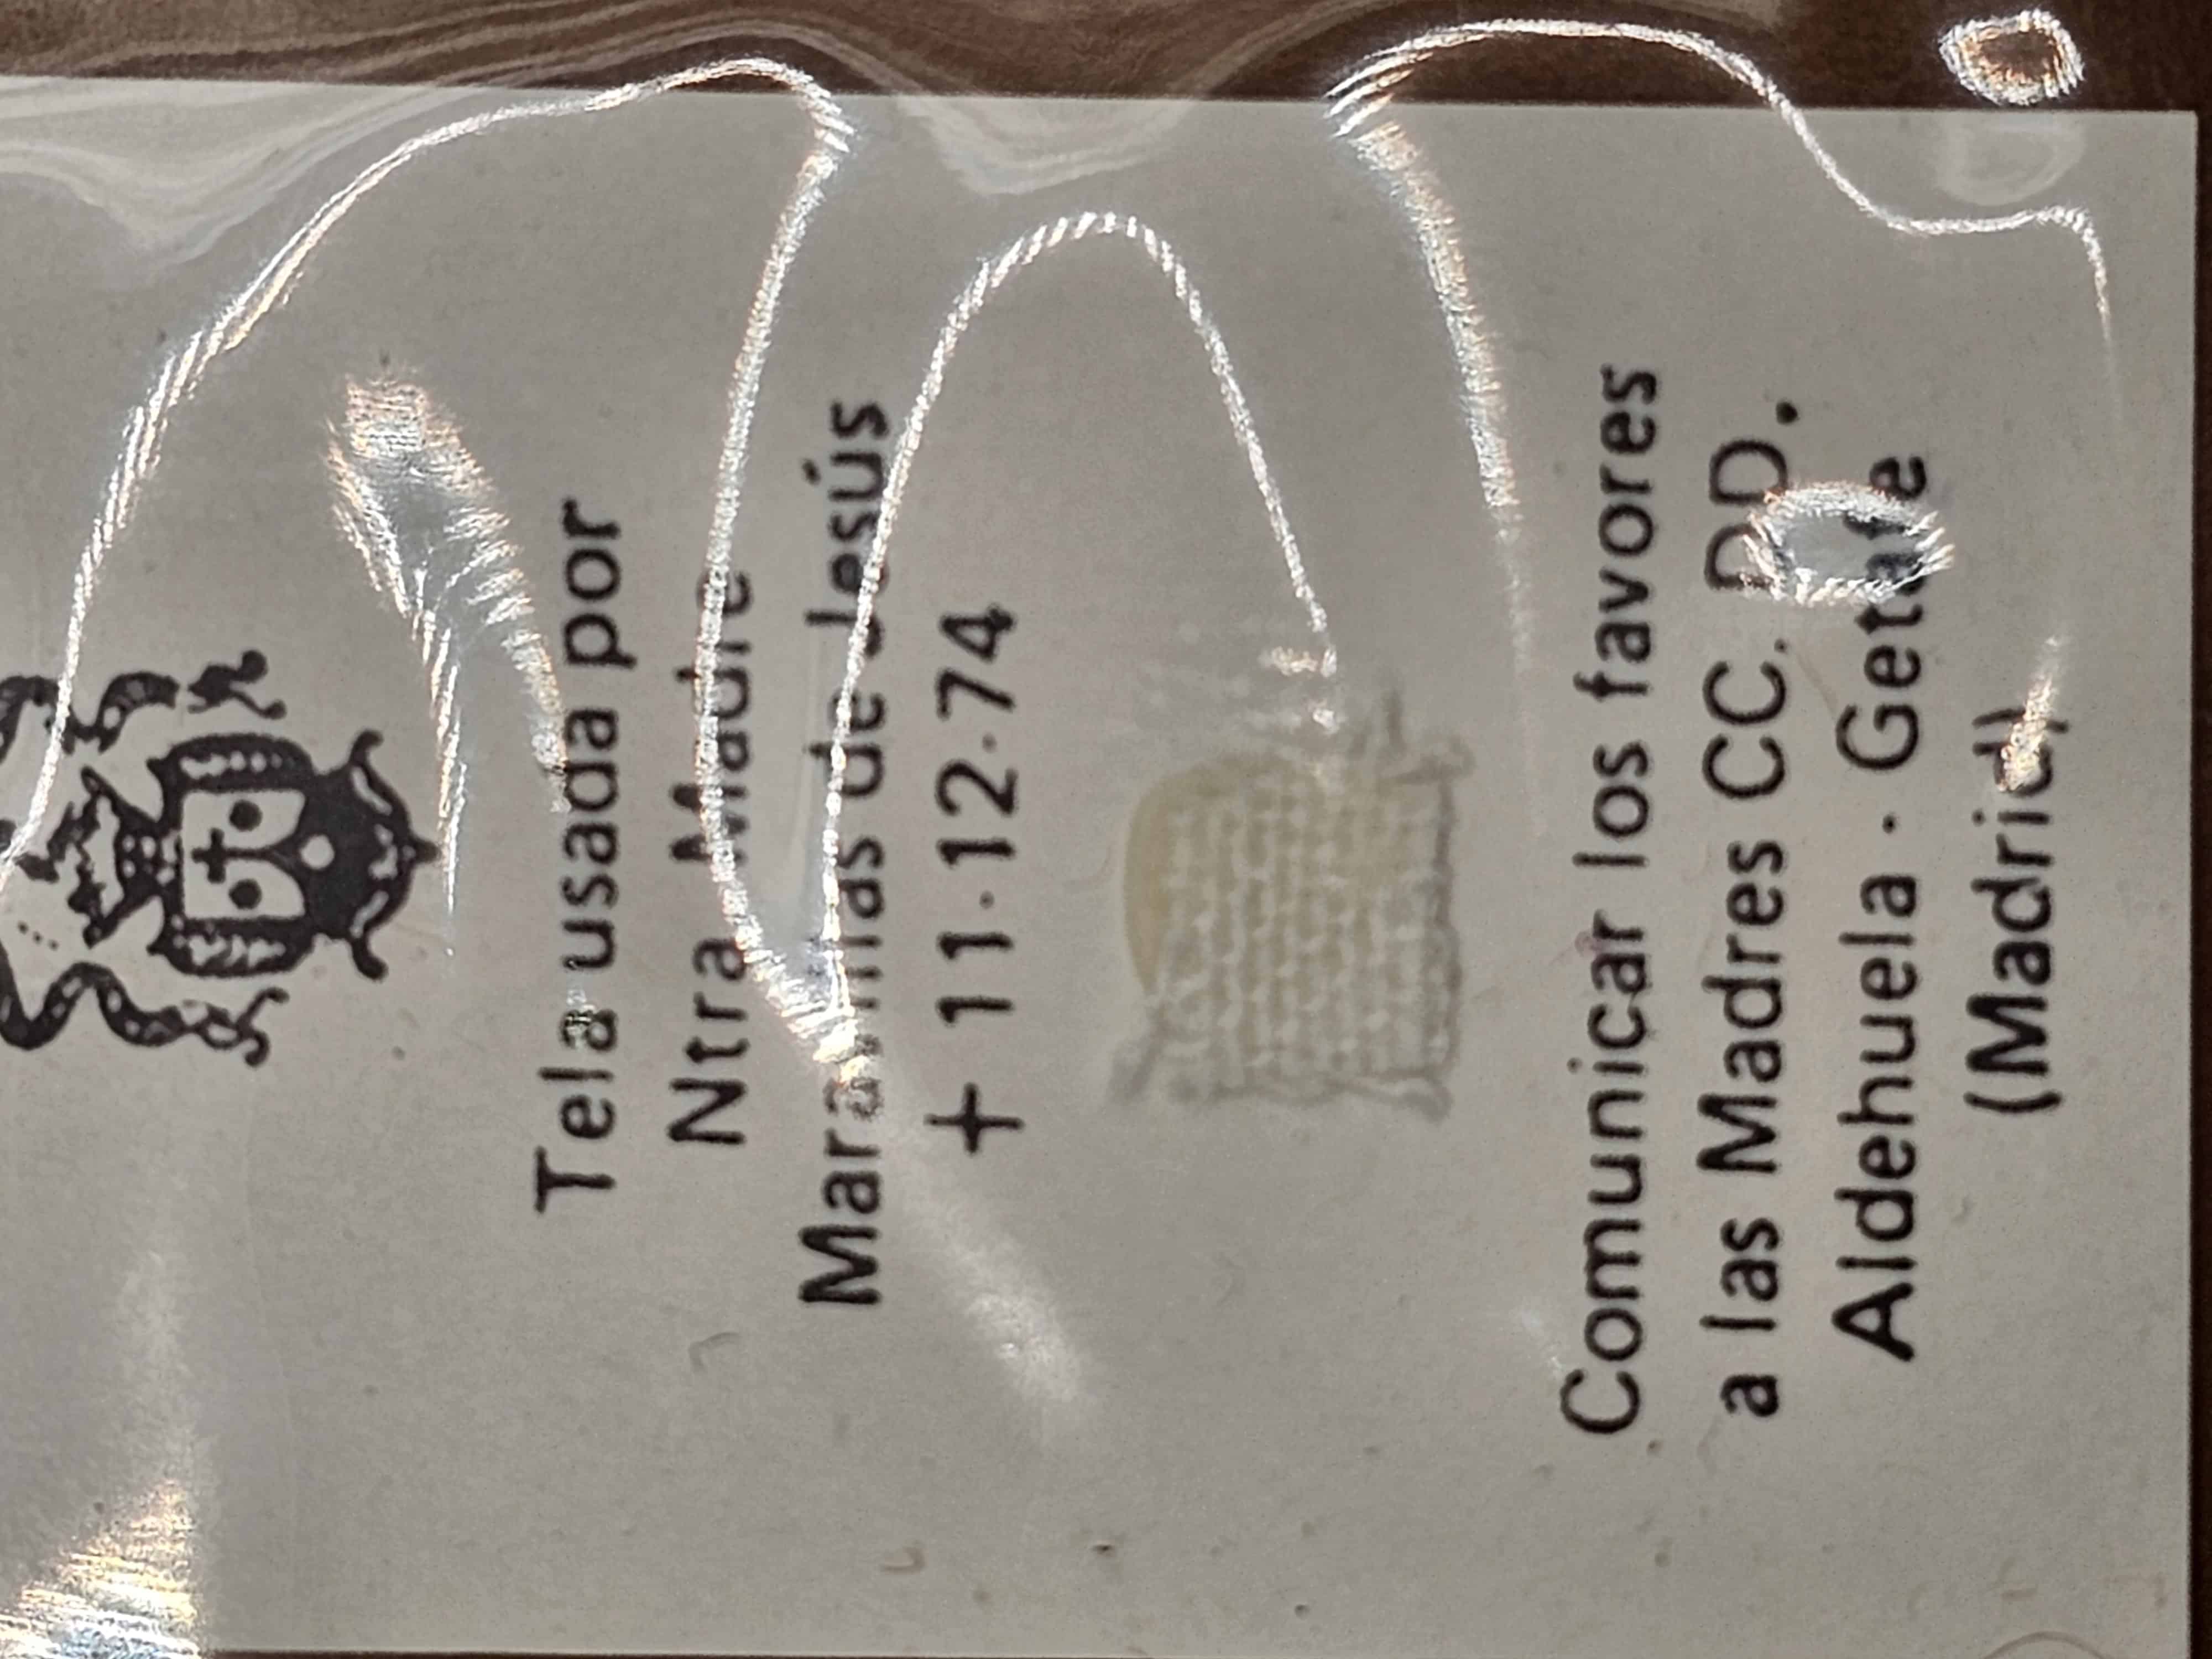 Tela usada por
Ntra Madre
Maravillas de Jesús
+ 11·12·74
Comunicar los favores
a las Madres CC. DD.
Aldehuela · Getafe
(Madrid)